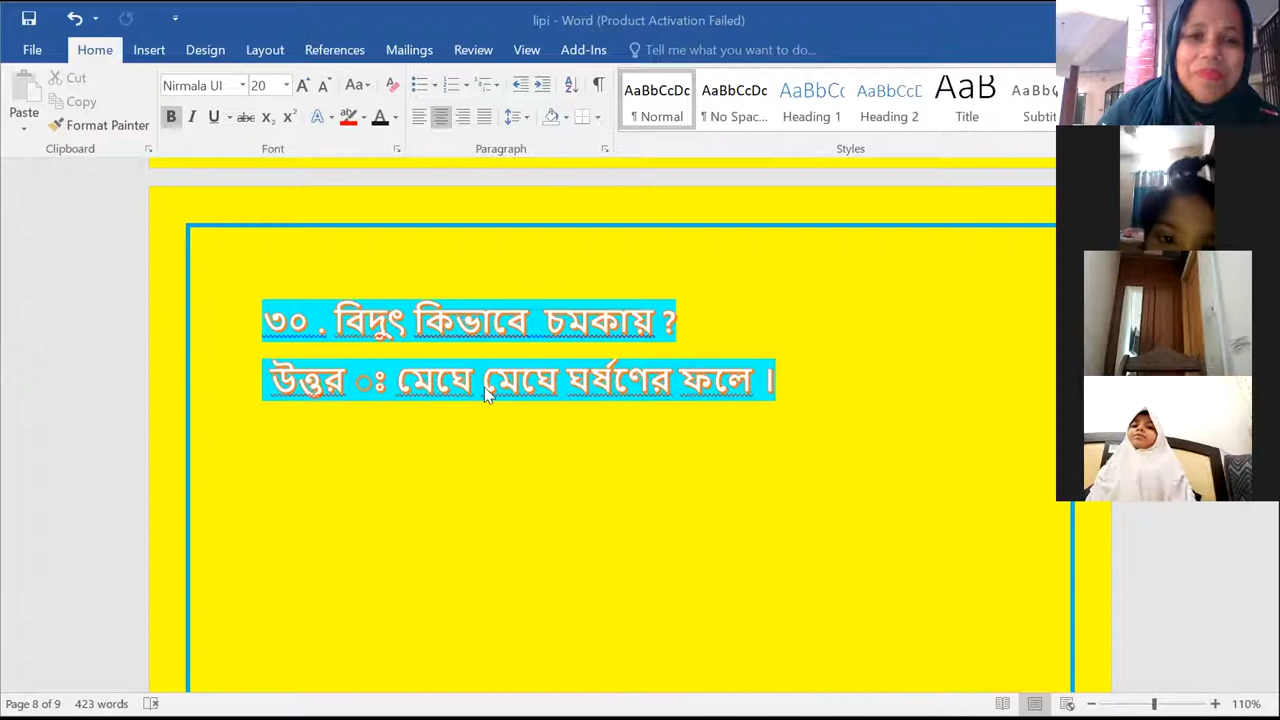 lipi - Word (Product Activation Failed)
File Home Insert Design Layout References Mailings Review View Add-Ins Tell me what you want to do...
Paste
Cut
Copy
Format Painter
Clipboard
Nirmala UI 20
Font
Paragraph
AaBbCcDc AaBbCcDc AaBbCc AaBbCcD AaB AaBbC
¶ Normal ¶ No Spac... Heading 1 Heading 2 Title Subtit
Styles
৩০ . বিদুৎ কিভাবে চমকায় ?
উত্তর ঃ মেঘে মেঘে ঘর্ষণের ফলে ।
Page 8 of 9 423 words 110%